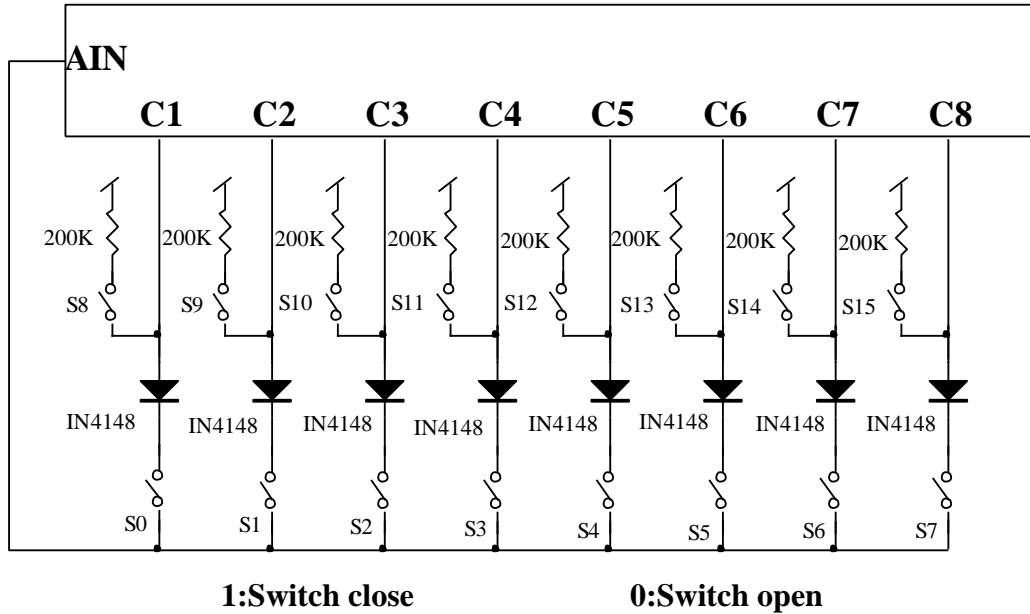 AIN
C1 C2 C3 C4 C5 C6 C7 C8
200K 200K 200K 200K 200K 200K 200K 200K
S8 S9 S10 S11 S12 S13 S14 S15
IN4148 IN4148 IN4148 IN4148 IN4148 IN4148 IN4148 IN4148
S0 S1 S2 S3 S4 S5 S6 S7
1:Switch close 0:Switch open